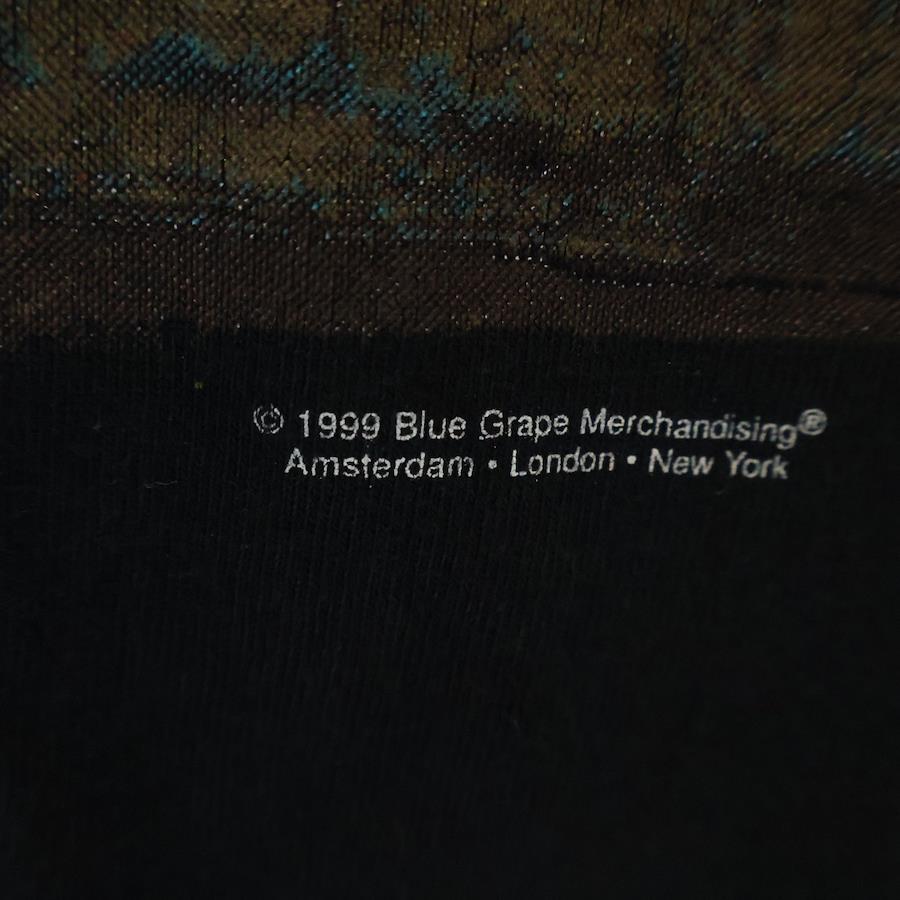 © 1999 Blue Grape Merchandising®
Amsterdam • London • New York